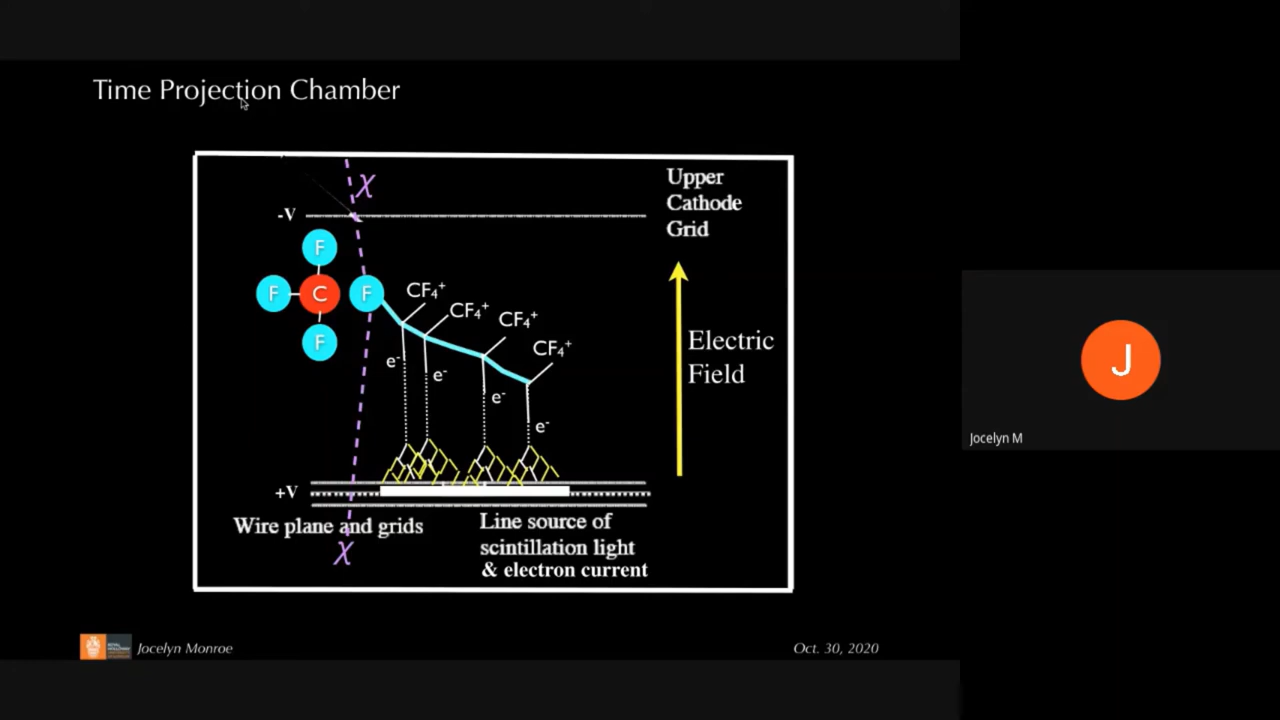 Time Projection Chamber
χ
Upper
Cathode
Grid
-V
F
F C F
F
CF₄⁺
CF₄⁺
CF₄⁺
CF₄⁺
e⁻
e⁻
e⁻
e⁻
Electric
Field
+V
Wire plane and grids
Line source of
scintillation light
& electron current
χ
J
Jocelyn M
Jocelyn Monroe
Oct. 30, 2020